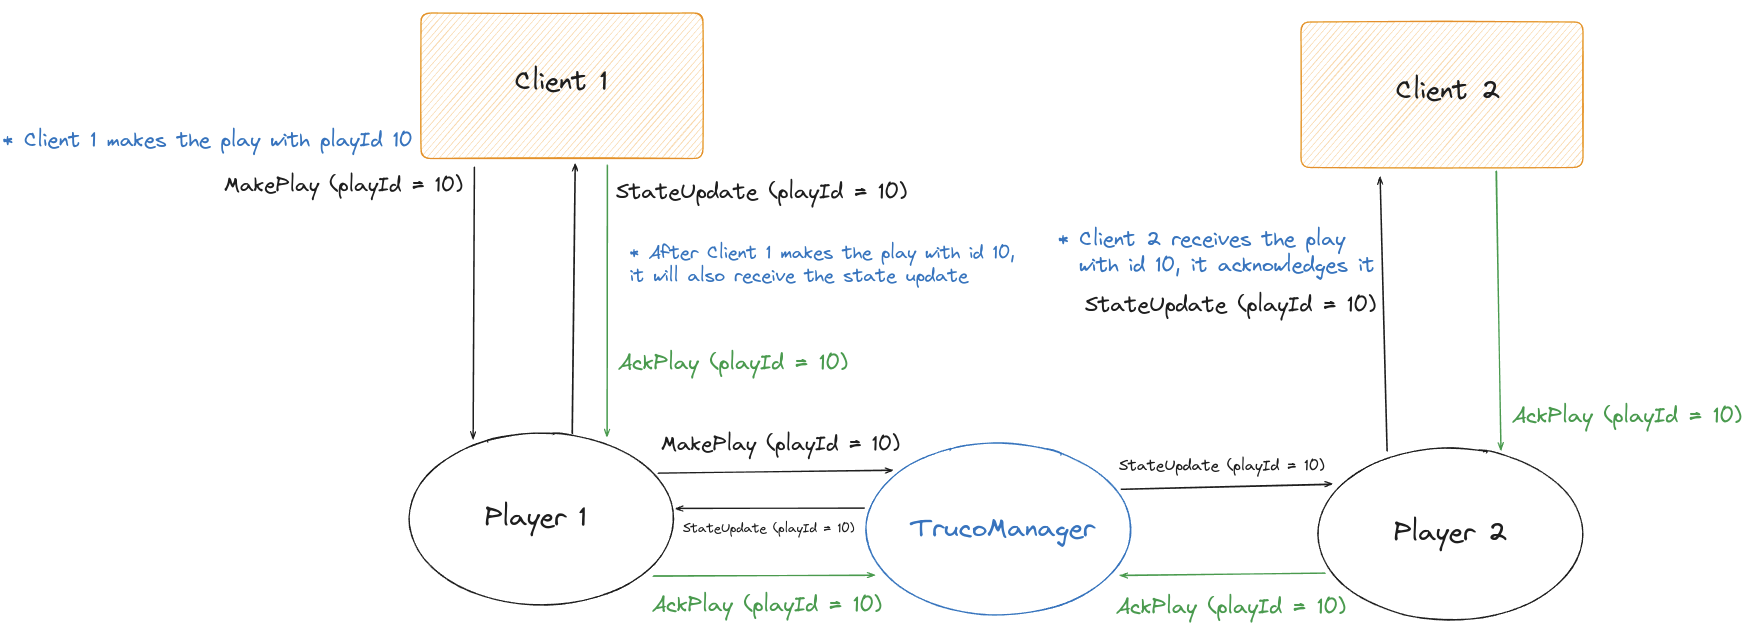 Client 1
Client 2
* Client 1 makes the play with playId 10
MakePlay (playId = 10)
StateUpdate (playId = 10)
* After Client 1 makes the play with id 10,
it will also receive the state update
* Client 2 receives the play
with id 10, it acknowledges it
StateUpdate (playId = 10)
AckPlay (playId = 10)
AckPlay (playId = 10)
MakePlay (playId = 10)
StateUpdate (playId = 10)
Player 1
StateUpdate (playId = 10)
TrucoManager
Player 2
AckPlay (playId = 10)
AckPlay (playId = 10)